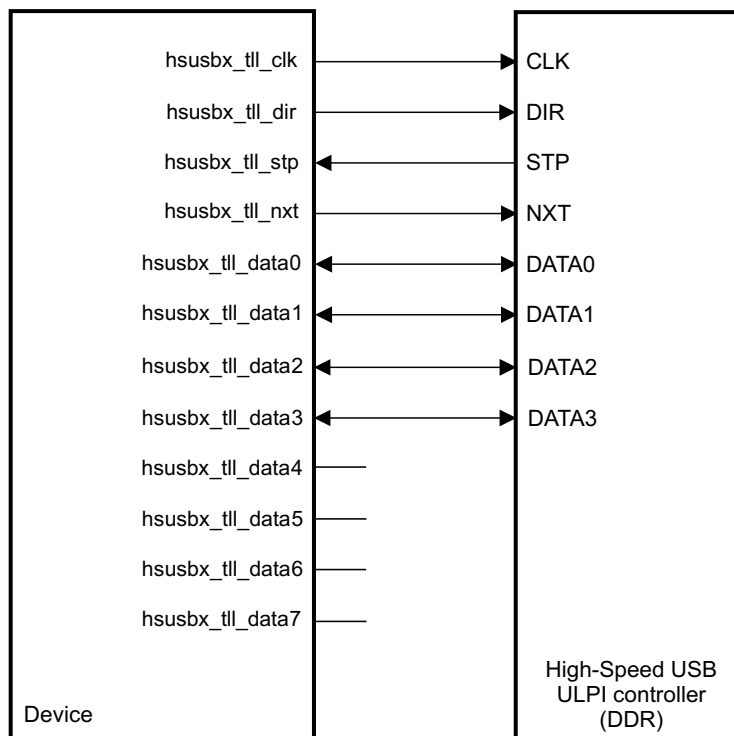 hsusbx_tll_clk
CLK
hsusbx_tll_dir
DIR
hsusbx_tll_stp
STP
hsusbx_tll_nxt
NXT
hsusbx_tll_data0
DATA0
hsusbx_tll_data1
DATA1
hsusbx_tll_data2
DATA2
hsusbx_tll_data3
DATA3
hsusbx_tll_data4
hsusbx_tll_data5
hsusbx_tll_data6
hsusbx_tll_data7
Device
High-Speed USB
ULPI controller
(DDR)